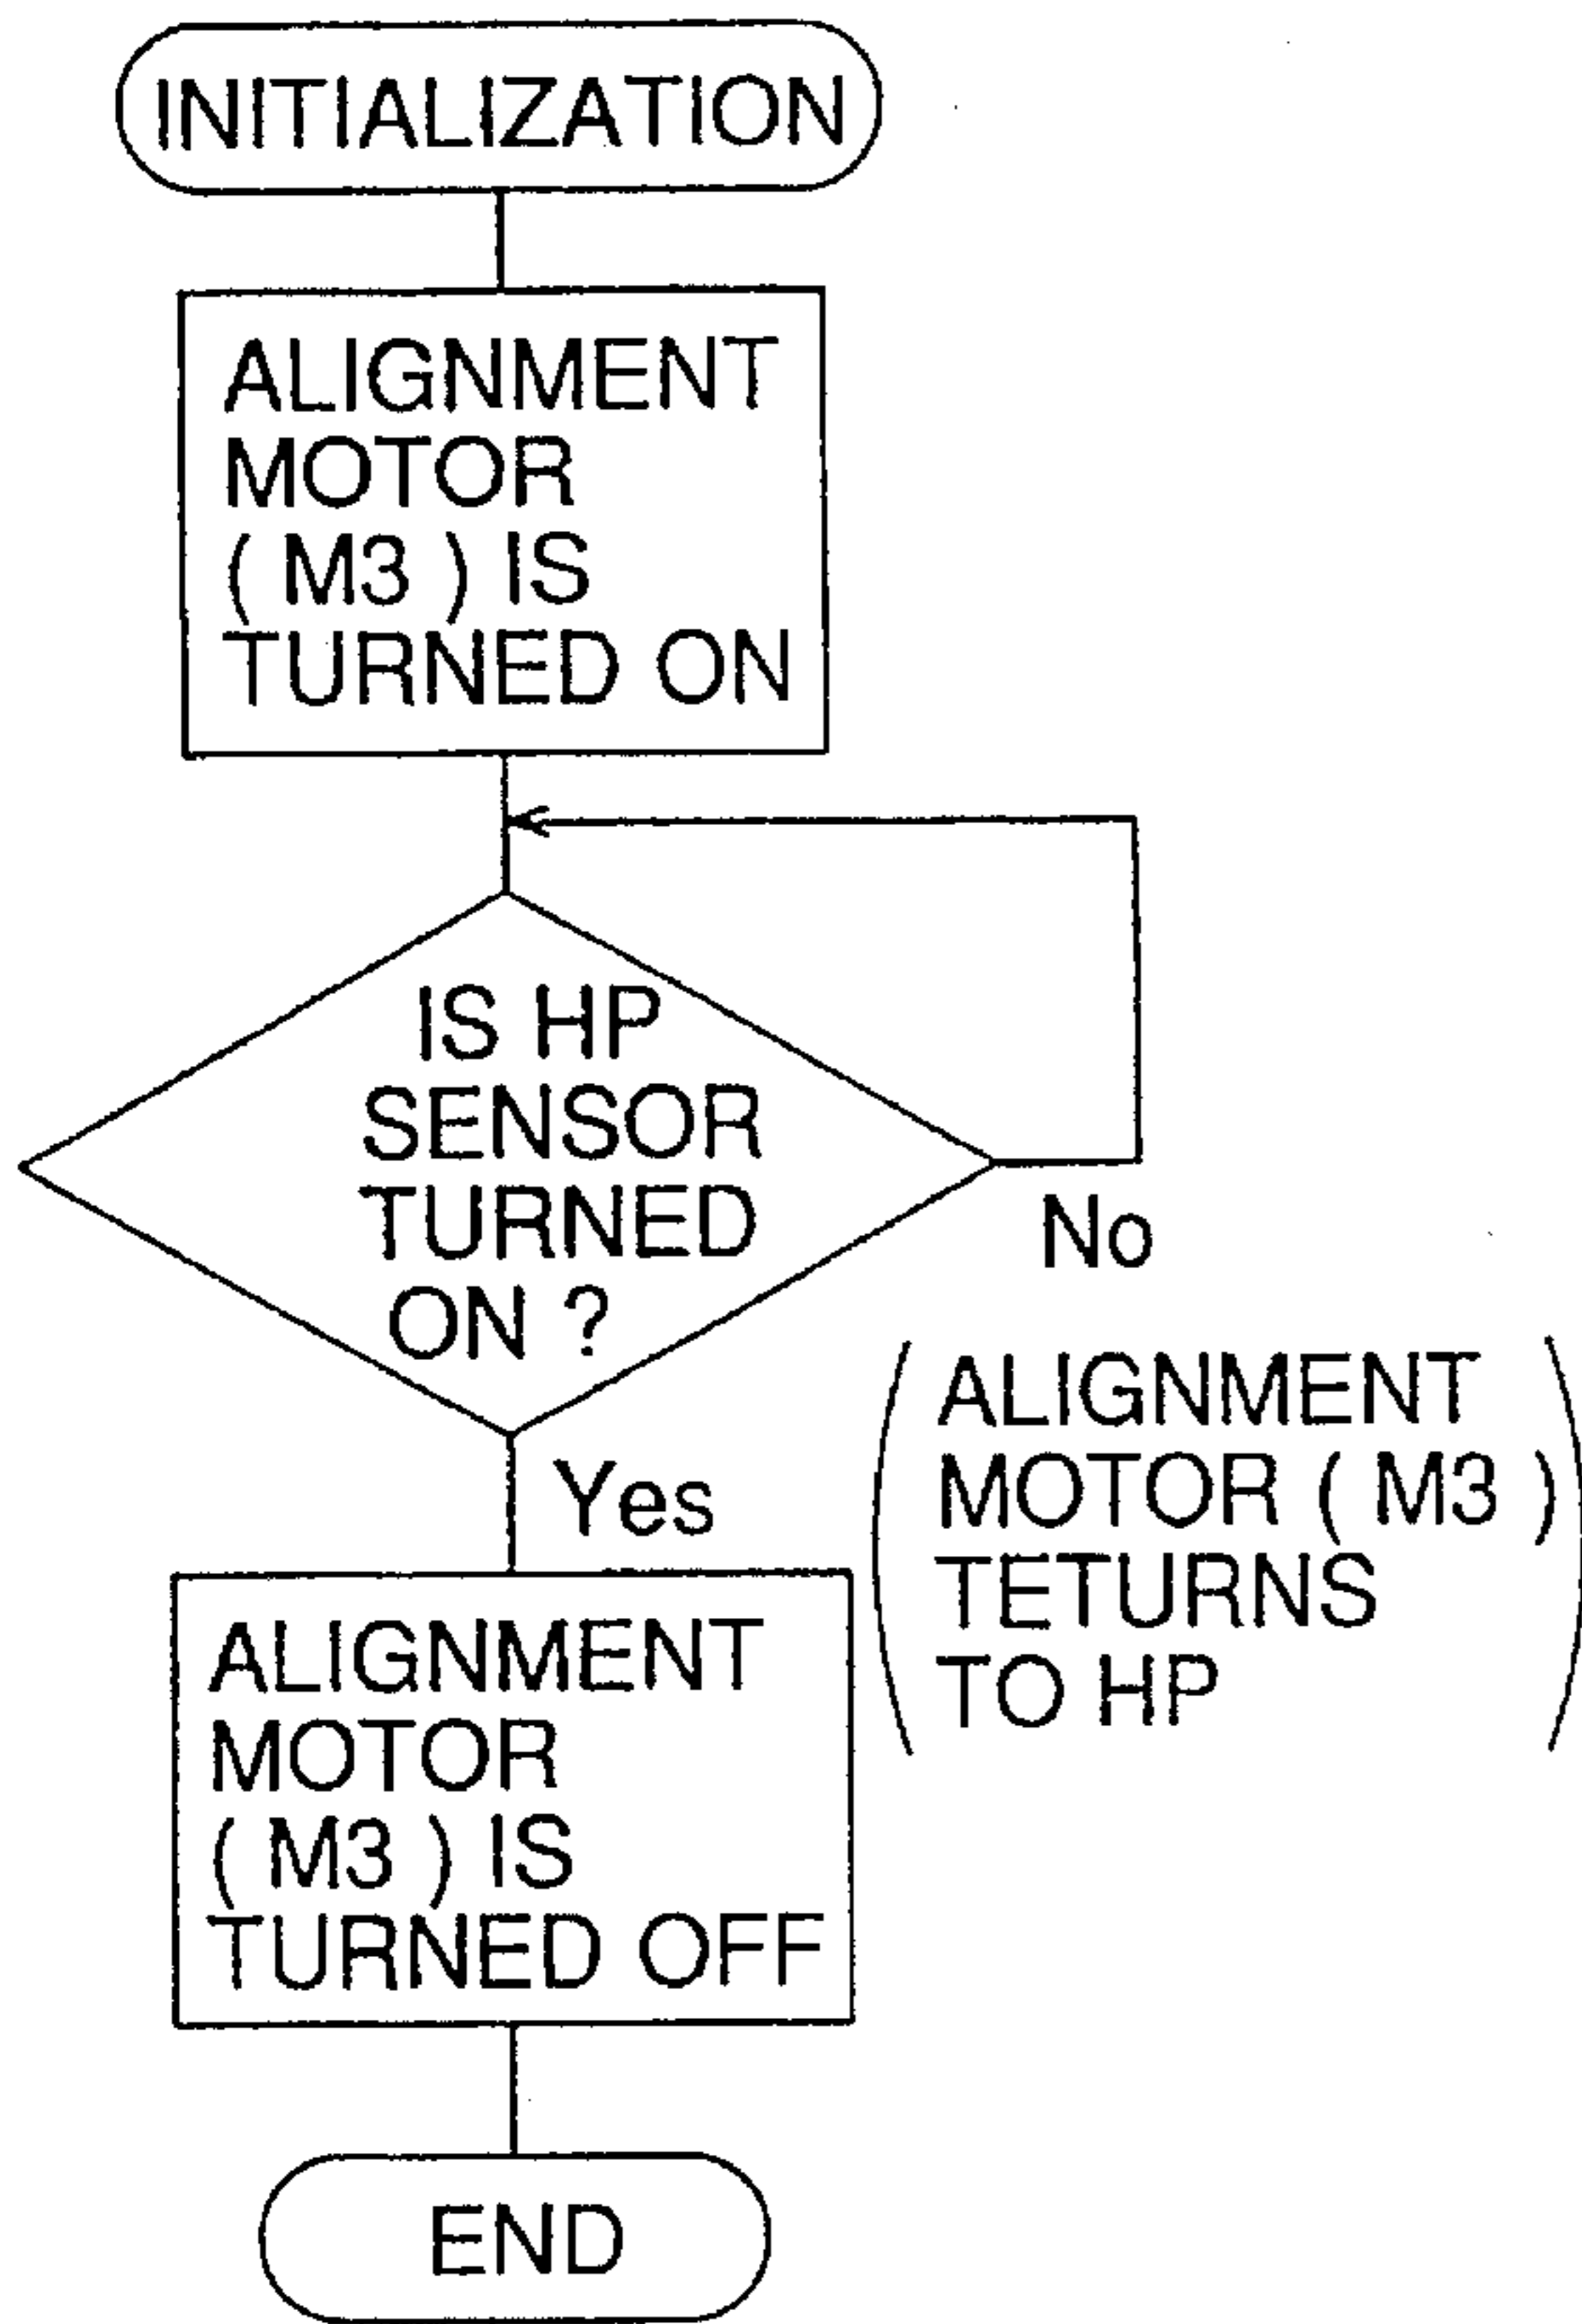 INITIALIZATION
ALIGNMENT
MOTOR
( M3 ) IS
TURNED ON
IS HP
SENSOR
TURNED
ON ?
No
Yes
ALIGNMENT
MOTOR ( M3 )
TETURNS
TO HP
ALIGNMENT
MOTOR
( M3 ) IS
TURNED OFF
END